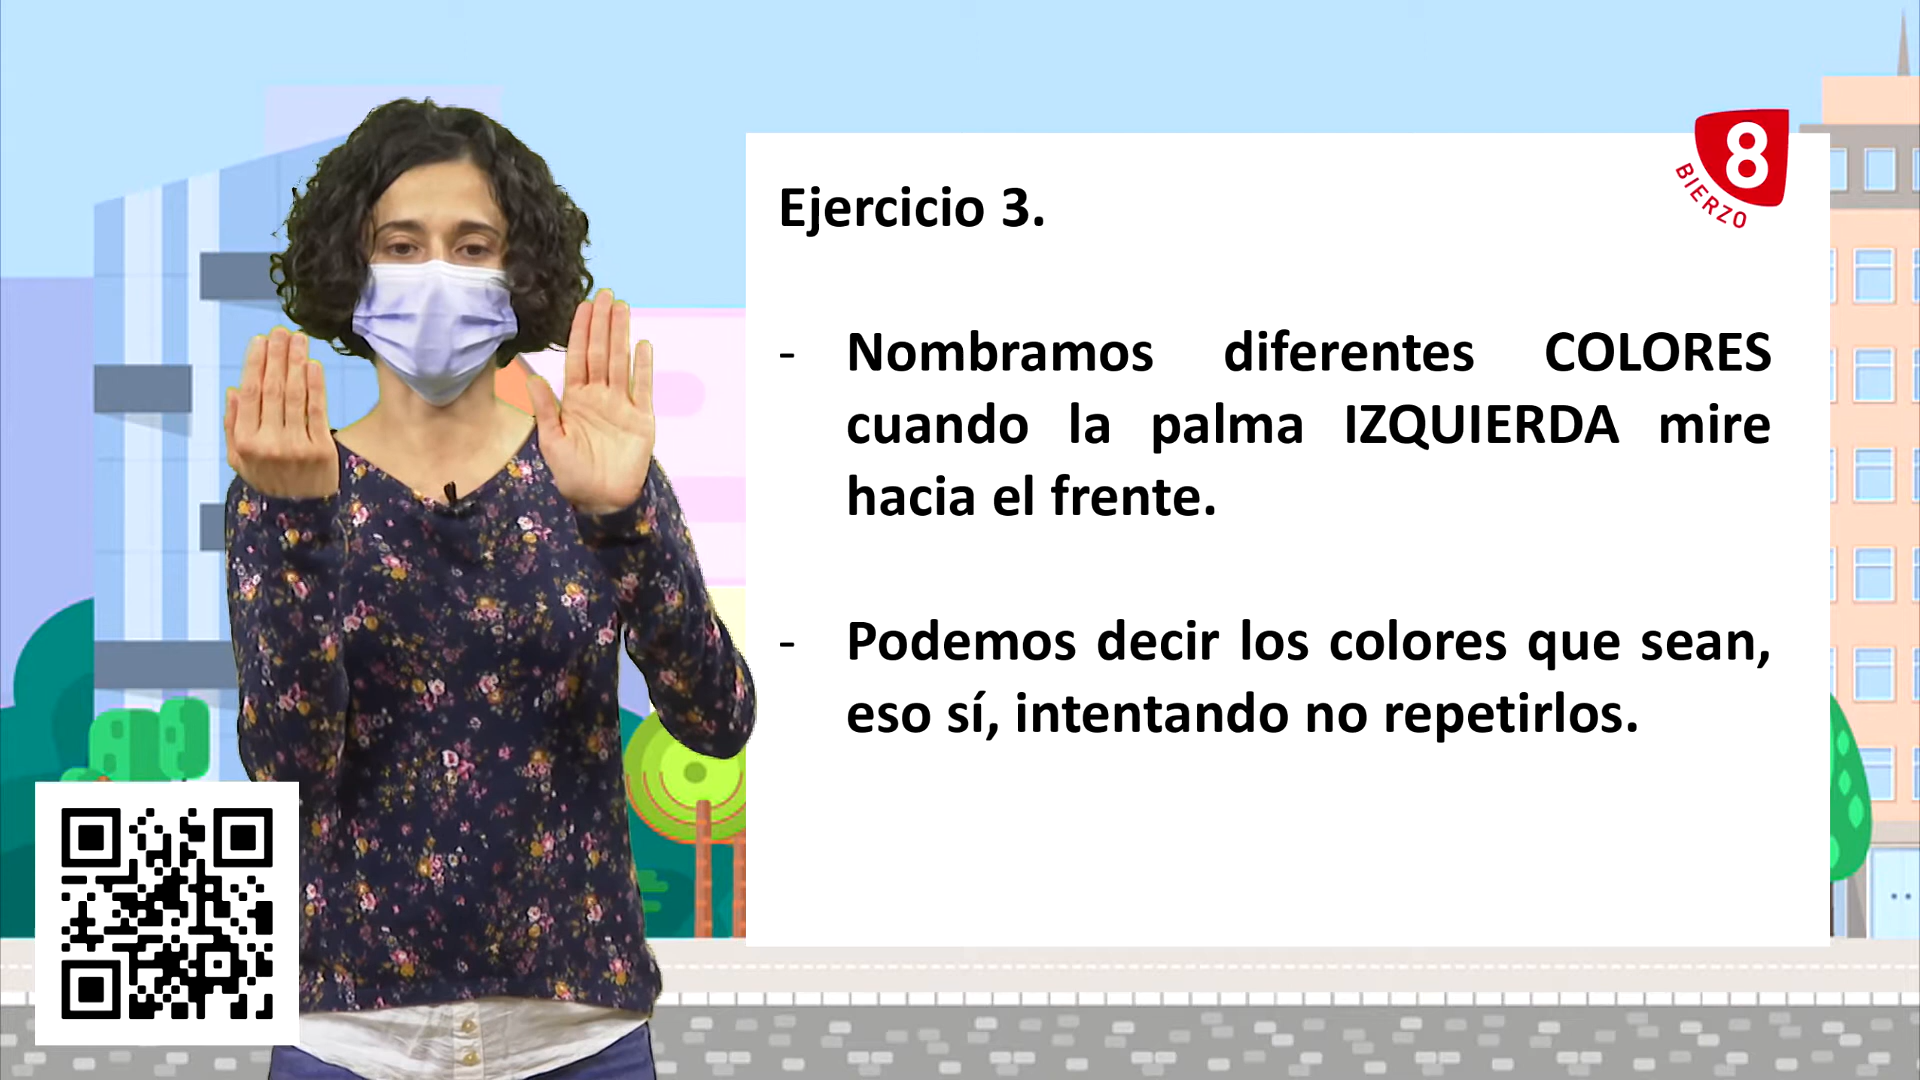 8
BIERZO
Ejercicio 3.
- Nombramos diferentes COLORES
cuando la palma IZQUIERDA mire
hacia el frente.
- Podemos decir los colores que sean,
eso sí, intentando no repetirlos.